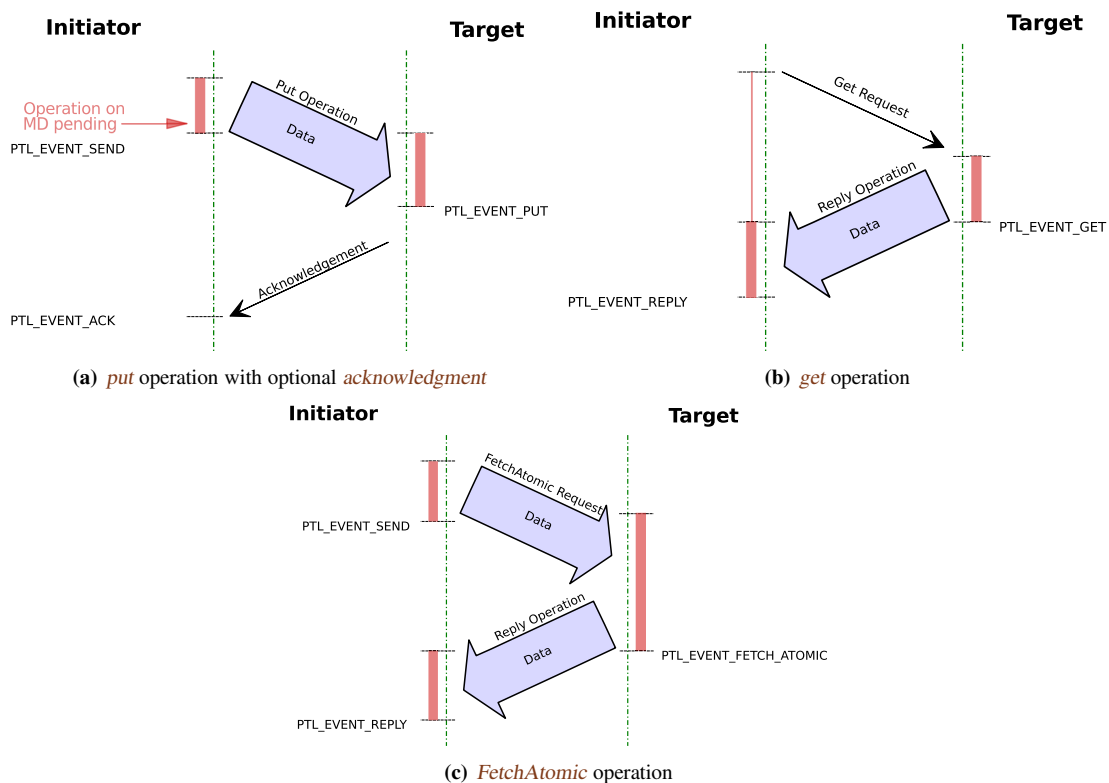 Initiator
Target
Put Operation
Data
Operation on
MD pending
PTL_EVENT_SEND
PTL_EVENT_PUT
Acknowledgement
PTL_EVENT_ACK
(a) put operation with optional acknowledgment
Initiator
Target
Get Request
Reply Operation
Data
PTL_EVENT_GET
PTL_EVENT_REPLY
(b) get operation
Initiator
Target
FetchAtomic Request
Data
PTL_EVENT_SEND
Reply Operation
Data
PTL_EVENT_FETCH_ATOMIC
PTL_EVENT_REPLY
(c) FetchAtomic operation